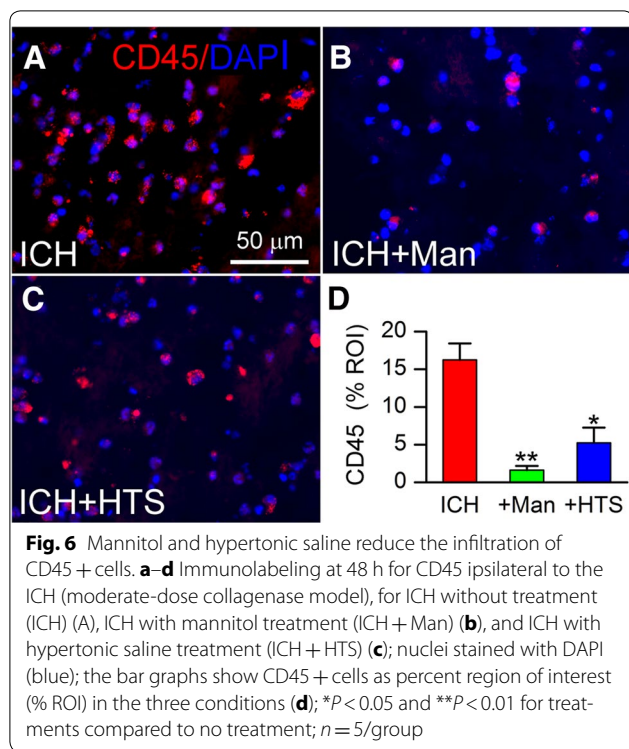 A
CD45/DAPI
B
ICH
50 μm
ICH+Man
C
D
20
15
10
5
0
CD45 (% ROI)
**
*
ICH +Man +HTS
ICH+HTS
Fig. 6 Mannitol and hypertonic saline reduce the infiltration of
CD45 + cells. a–d Immunolabeling at 48 h for CD45 ipsilateral to the
ICH (moderate-dose collagenase model), for ICH without treatment
(ICH) (A), ICH with mannitol treatment (ICH + Man) (b), and ICH with
hypertonic saline treatment (ICH + HTS) (c); nuclei stained with DAPI
(blue); the bar graphs show CD45 + cells as percent region of interest
(% ROI) in the three conditions (d); *P < 0.05 and **P < 0.01 for treat-
ments compared to no treatment; n = 5/group